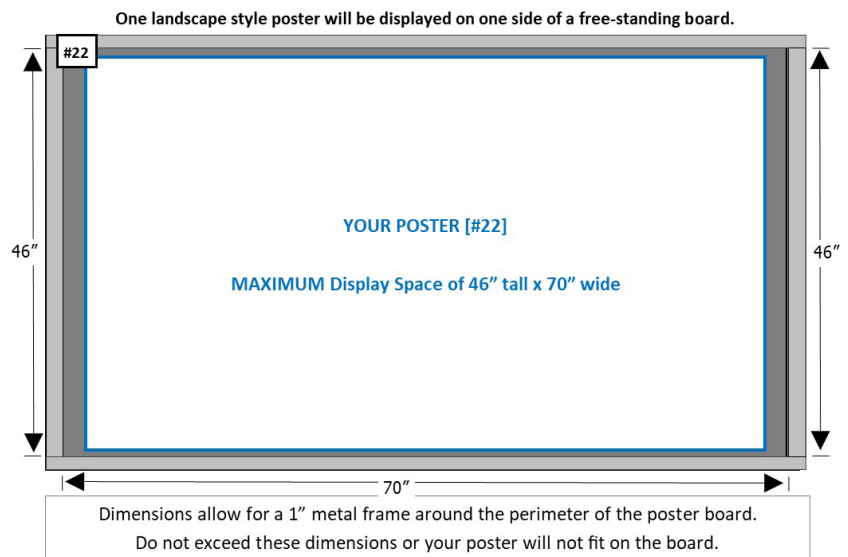 One landscape style poster will be displayed on one side of a free-standing board.
#22
YOUR POSTER [#22]
46” 46”
MAXIMUM Display Space of 46” tall x 70” wide
70”
Dimensions allow for a 1” metal frame around the perimeter of the poster board.
Do not exceed these dimensions or your poster will not fit on the board.